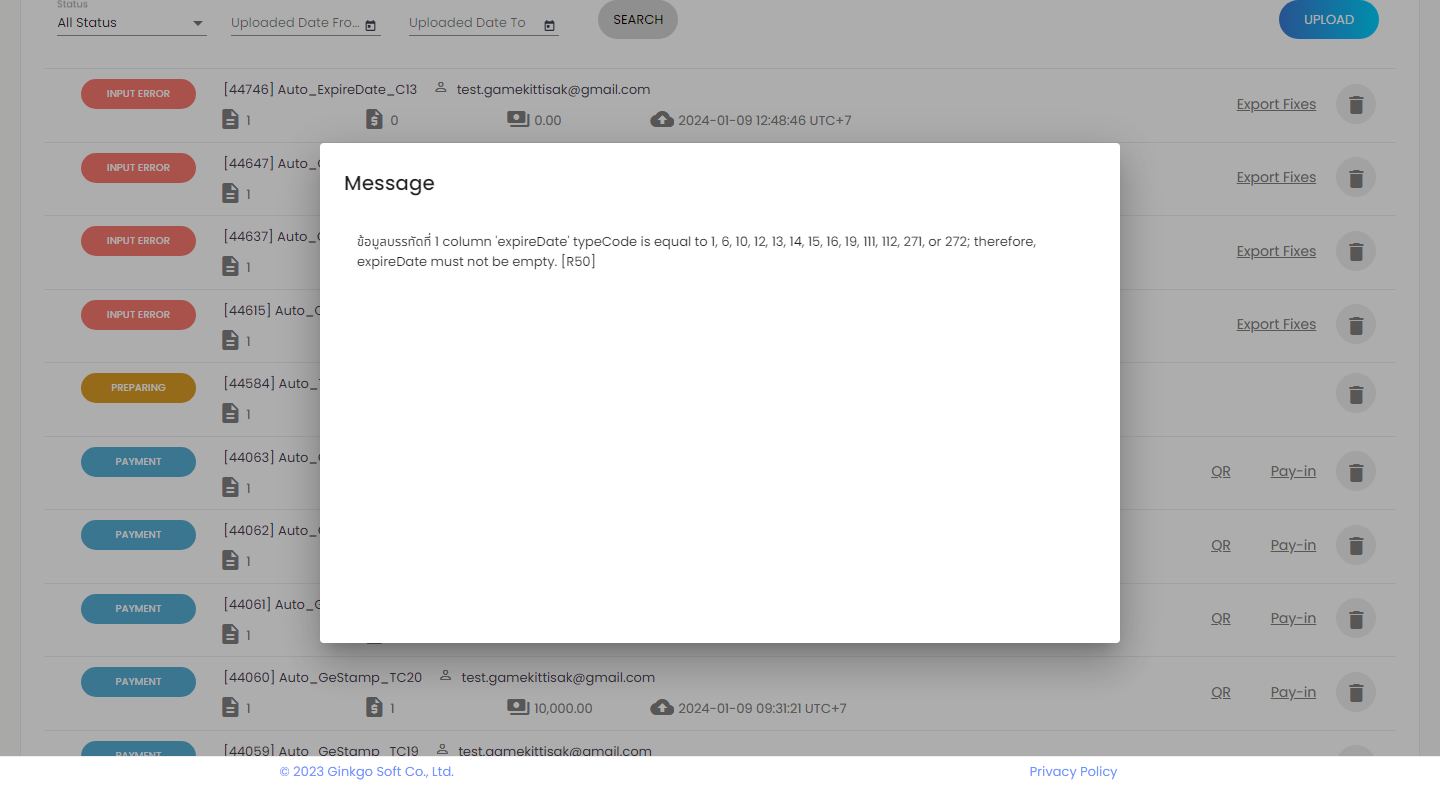 Status
All Status
Uploaded Date Fro...
Uploaded Date To
SEARCH
UPLOAD
INPUT ERROR
[44746] Auto_ExpireDate_C13
test.gamekittisak@gmail.com
1
0
0.00
2024-01-09 12:48:46 UTC+7
Export Fixes
INPUT ERROR
[44647] Auto_
1
Export Fixes
Message
ข้อมูลบรรทัดที่ 1 column 'expireDate' typeCode is equal to 1, 6, 10, 12, 13, 14, 15, 16, 19, 111, 112, 271, or 272; therefore,
expireDate must not be empty. [R50]
INPUT ERROR
[44637] Auto_
1
Export Fixes
INPUT ERROR
[44615] Auto_
1
Export Fixes
PREPARING
[44584] Auto_
1
PAYMENT
[44063] Auto_
1
QR
Pay-in
PAYMENT
[44062] Auto_
1
QR
Pay-in
PAYMENT
[44061] Auto_
1
QR
Pay-in
PAYMENT
[44060] Auto_GeStamp_TC20
test.gamekittisak@gmail.com
1
1
10,000.00
2024-01-09 09:31:21 UTC+7
QR
Pay-in
PAYMENT
[44059] Auto_GeStamp_TC19
test.gamekittisak@gmail.com
© 2023 Ginkgo Soft Co., Ltd.
Privacy Policy